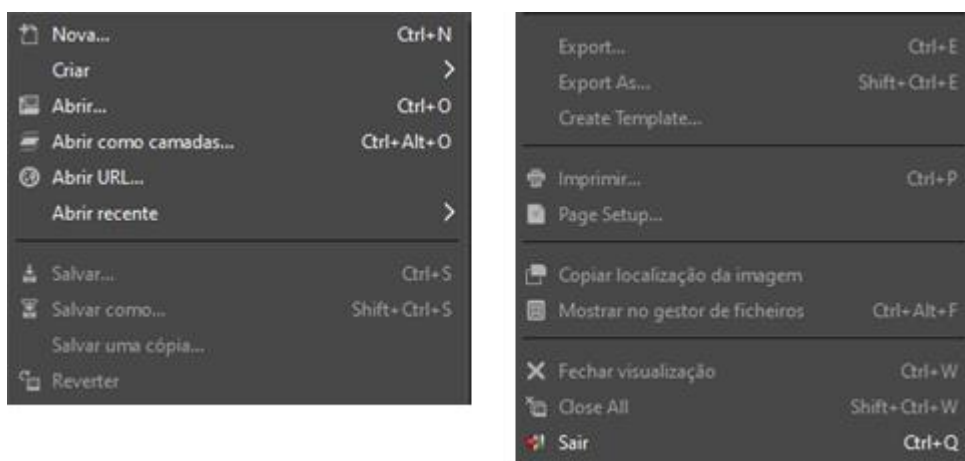 Nova... Ctrl+N
Criar
Abrir... Ctrl+O
Abrir como camadas... Ctrl+Alt+O
Abrir URL...
Abrir recente
Salvar... Ctrl+S
Salvar como... Shift+Ctrl+S
Salvar uma cópia...
Reverter
Export... Ctrl+E
Export As... Shift+Ctrl+E
Create Template...
Imprimir... Ctrl+P
Page Setup...
Copiar localização da imagem
Mostrar no gestor de ficheiros Ctrl+Alt+F
Fechar visualização Ctrl+W
Close All Shift+Ctrl+W
Sair Ctrl+Q